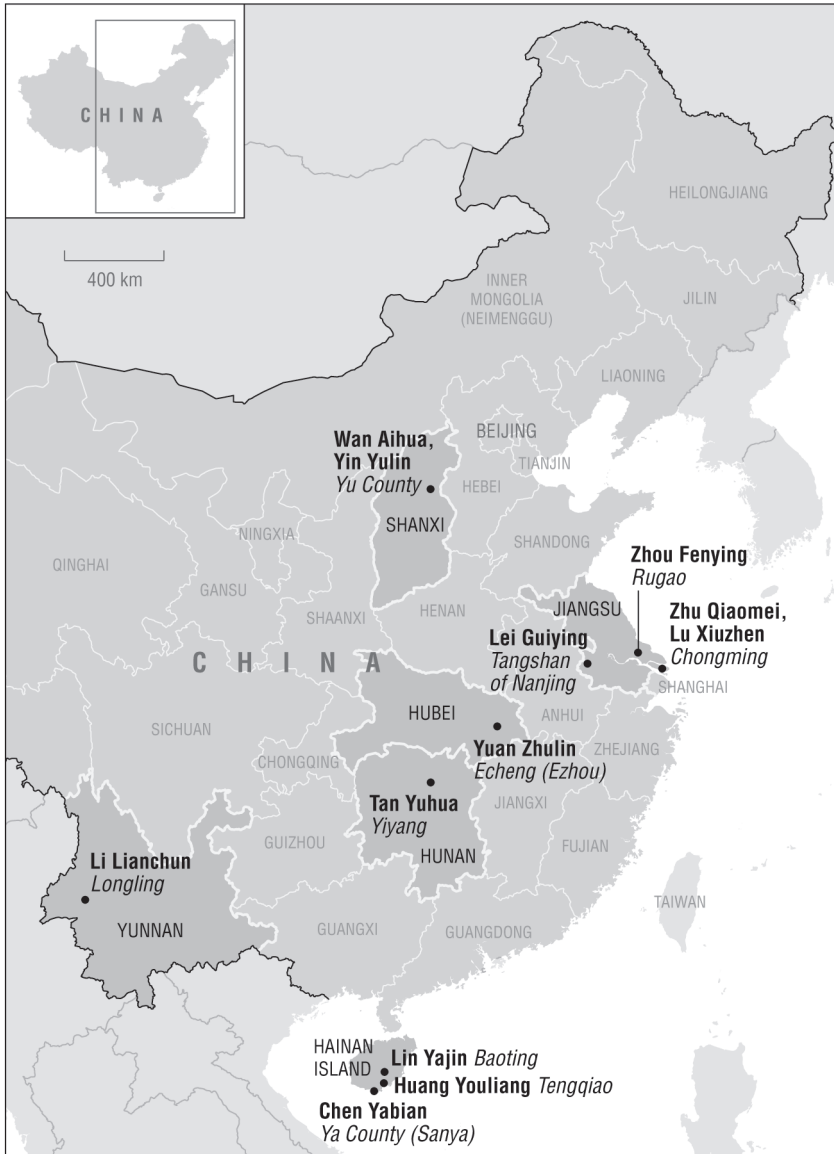 CHINA
400 km
HEILONGJIANG
INNER
MONGOLIA
(NEIMENGGU)
JILIN
LIAONING
Wan Aihua,
Yin Yulin
Yu County
BEIJING
TIANJIN
HEBEI
SHANXI
SHANDONG
NINGXIA
QINGHAI
GANSU
SHAANXI
HENAN
Zhou Fenying
Rugao
JIANGSU
Zhu Qiaomei,
Lu Xiuzhen
Chongming
Lei Guiying
Tangshan
of Nanjing
SHANGHAI
CHINA
HUBEI
ANHUI
SICHUAN
CHONGQING
ZHEJIANG
Yuan Zhulin
Echeng (Ezhou)
Tan Yuhua
Yiyang
JIANGXI
GUIZHOU
HUNAN
FUJIAN
Li Lianchun
Longling
YUNNAN
GUANGXI
GUANGDONG
TAIWAN
HAINAN
ISLAND
Lin Yajin Baoting
Huang Youliang Tengqiao
Chen Yabian
Ya County (Sanya)